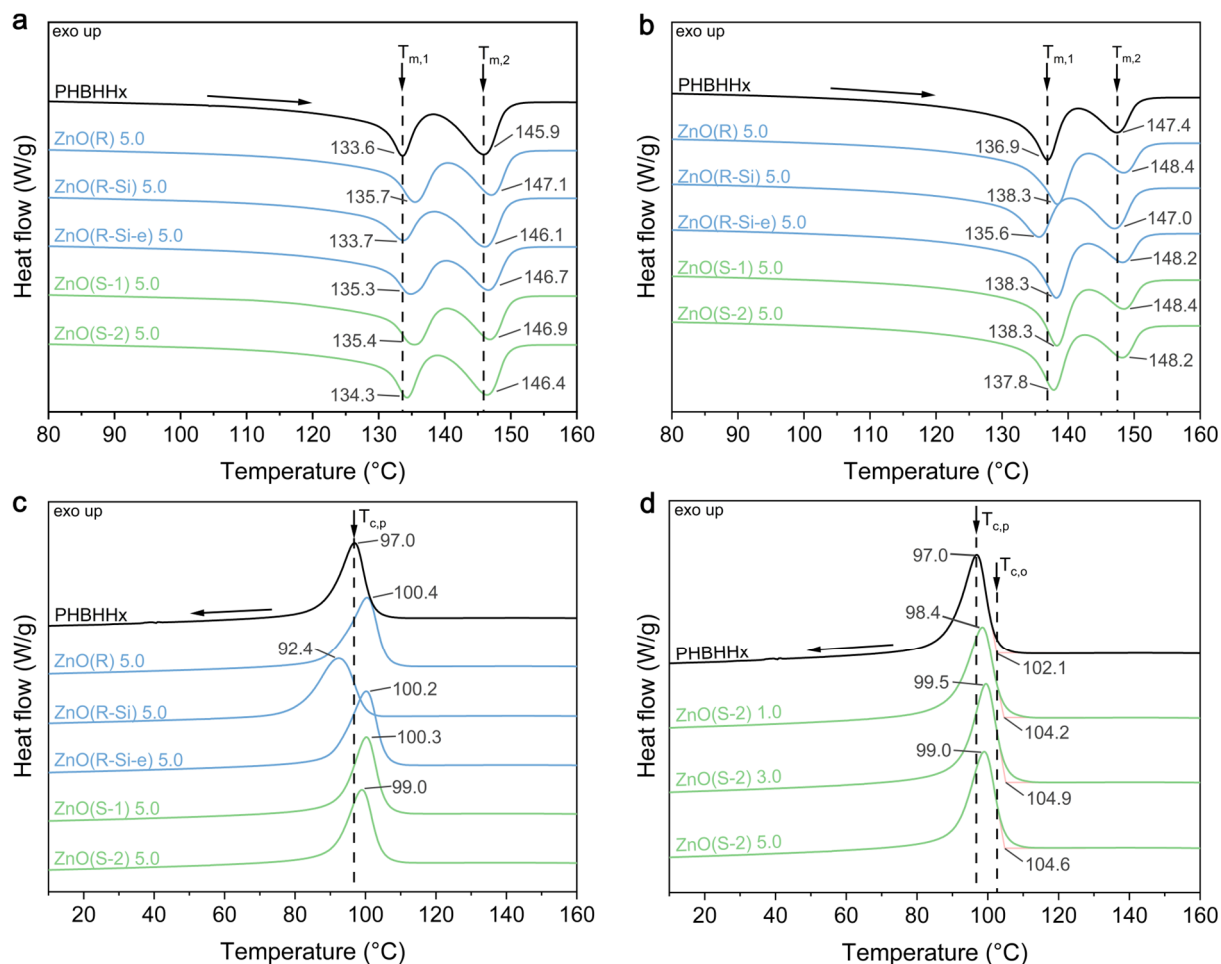 a
exo up
T m,1
T m,2
PHBHHx
133.6
145.9
ZnO(R) 5.0
135.7
147.1
ZnO(R-Si) 5.0
133.7
146.1
ZnO(R-Si-e) 5.0
135.3
146.7
ZnO(S-1) 5.0
135.4
146.9
ZnO(S-2) 5.0
134.3
146.4
Heat flow (W/g)
80 90 100 110 120 130 140 150 160
Temperature (°C)
b
exo up
T m,1
T m,2
PHBHHx
136.9
147.4
ZnO(R) 5.0
138.3
148.4
ZnO(R-Si) 5.0
135.6
147.0
ZnO(R-Si-e) 5.0
138.3
148.2
ZnO(S-1) 5.0
138.3
148.4
ZnO(S-2) 5.0
137.8
148.2
Heat flow (W/g)
80 90 100 110 120 130 140 150 160
Temperature (°C)
c
exo up
T c,p
97.0
PHBHHx
100.4
ZnO(R) 5.0
92.4
ZnO(R-Si) 5.0
100.2
ZnO(R-Si-e) 5.0
100.3
ZnO(S-1) 5.0
99.0
ZnO(S-2) 5.0
Heat flow (W/g)
20 40 60 80 100 120 140 160
Temperature (°C)
d
exo up
T c,p
T c,o
97.0
PHBHHx
102.1
98.4
ZnO(S-2) 1.0
104.2
99.5
ZnO(S-2) 3.0
104.9
99.0
ZnO(S-2) 5.0
104.6
Heat flow (W/g)
20 40 60 80 100 120 140 160
Temperature (°C)